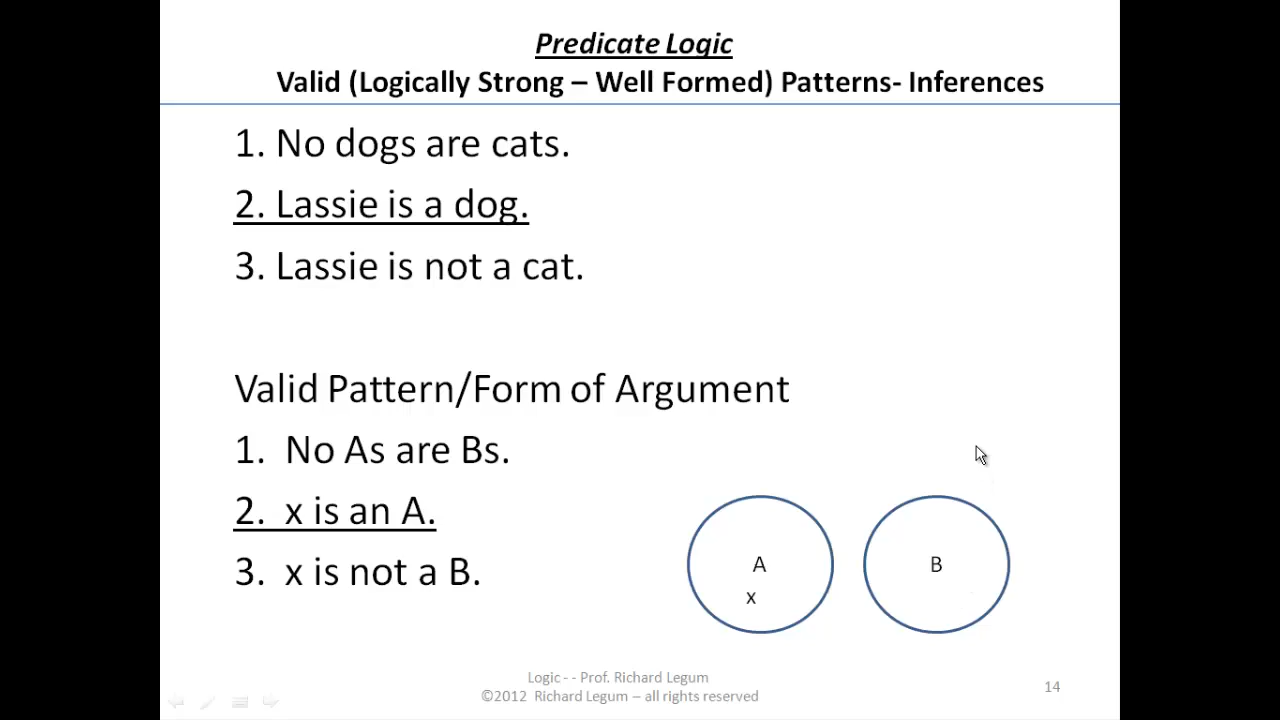 Predicate Logic
Valid (Logically Strong – Well Formed) Patterns- Inferences
1. No dogs are cats.
2. Lassie is a dog.
3. Lassie is not a cat.
Valid Pattern/Form of Argument
1.  No As are Bs.
2.  x is an A.
3.  x is not a B.
A
B
x
Logic - - Prof. Richard Legum
©2012  Richard Legum – all rights reserved
14